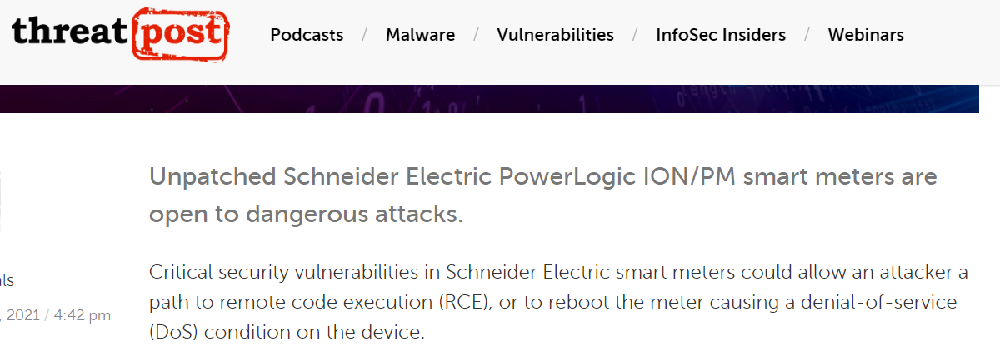 threatpost
Podcasts / Malware / Vulnerabilities / InfoSec Insiders / Webinars
Unpatched Schneider Electric PowerLogic ION/PM smart meters are
open to dangerous attacks.
Critical security vulnerabilities in Schneider Electric smart meters could allow an attacker a
ls
path to remote code execution (RCE), or to reboot the meter causing a denial-of-service
, 2021 / 4:42 pm
(DoS) condition on the device.